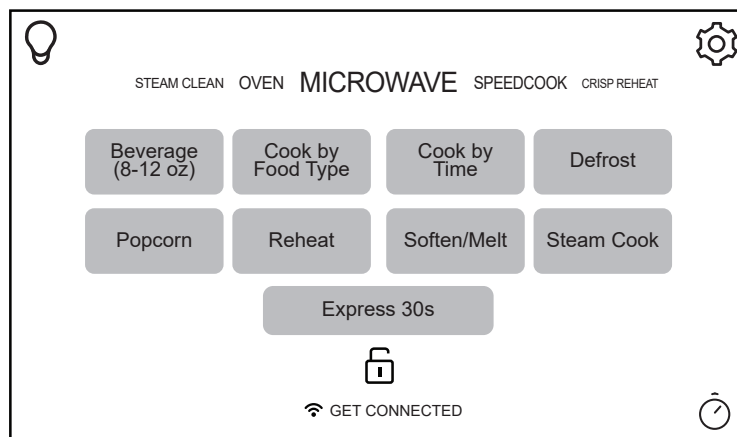 STEAM CLEAN OVEN MICROWAVE SPEEDCOOK CRISP REHEAT
Beverage
(8-12 oz)
Cook by
Food Type
Cook by
Time
Defrost
Popcorn
Reheat
Soften/Melt
Steam Cook
Express 30s
GET CONNECTED